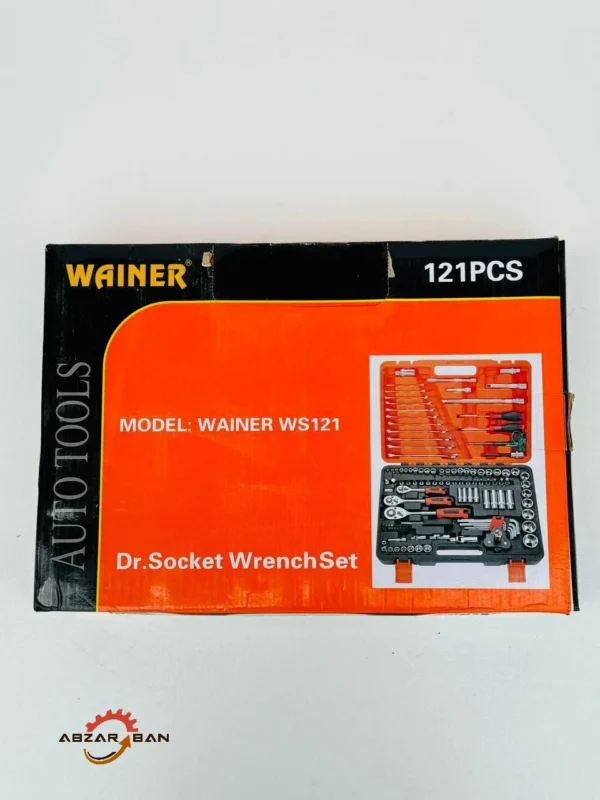 WAINER®
121PCS
AUTO TOOLS
MODEL: WAINER WS121
Dr.Socket WrenchSet
ABZAR BAN